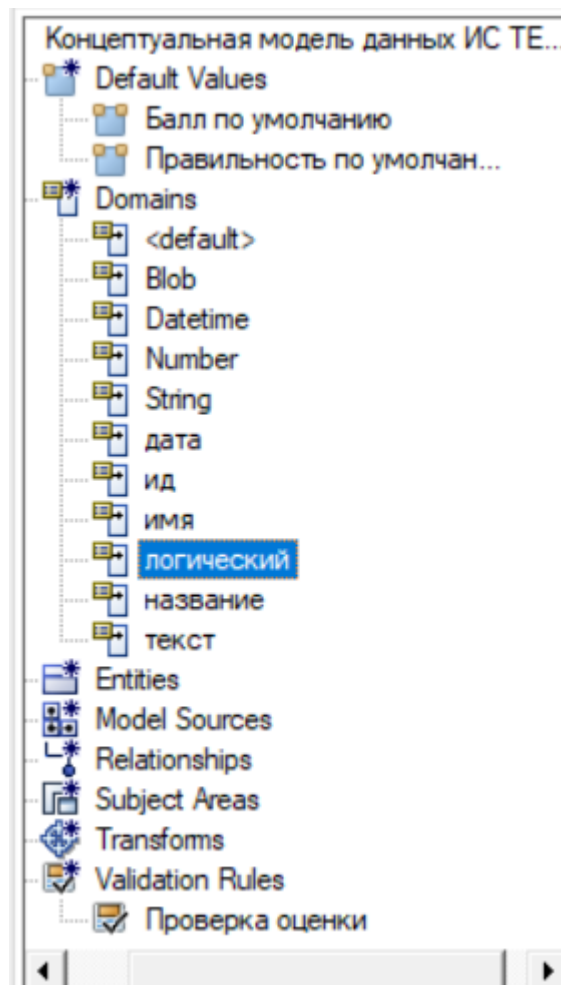 Концептуальная модель данных ИС ТЕ...
Default Values
Балл по умолчанию
Правильность по умолчан...
Domains
<default>
Blob
Datetime
Number
String
дата
ид
имя
логический
название
текст
Entities
Model Sources
Relationships
Subject Areas
Transforms
Validation Rules
Проверка оценки